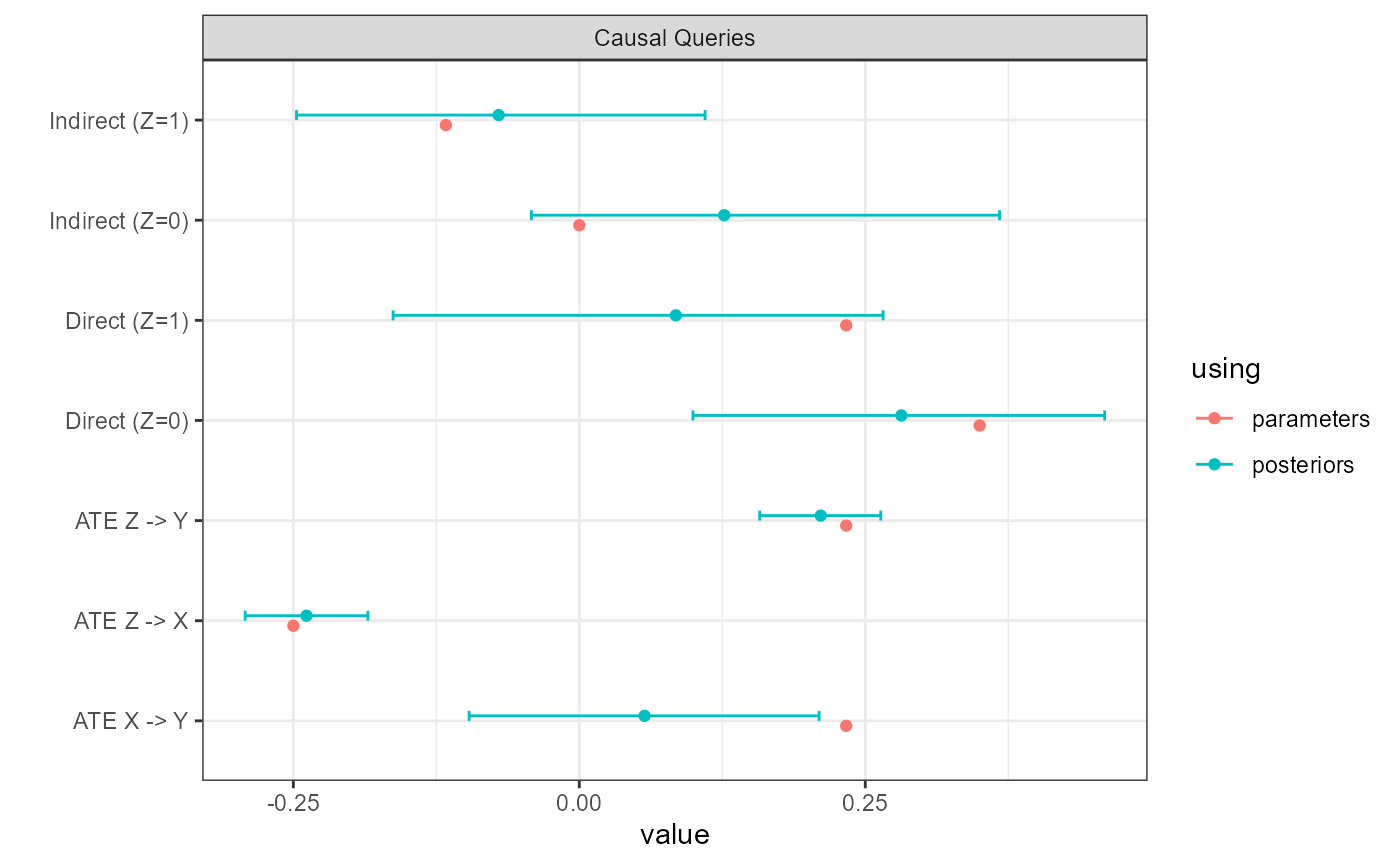 Causal Queries
Indirect (Z=1)
Indirect (Z=0)
Direct (Z=1)
Direct (Z=0)
ATE Z -> Y
ATE Z -> X
ATE X -> Y
-0.25
0.00
0.25
value
using
parameters
posteriors